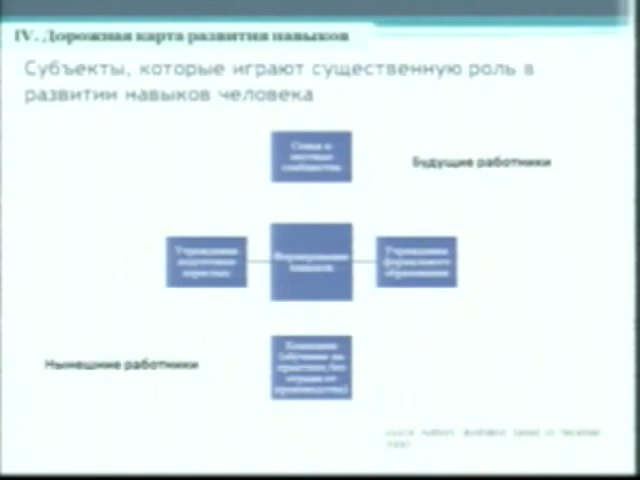 IV. Дорожная карта развития навыков
Субъекты, которые играют существенную роль в
развитии навыков человека
Семья и
местные
сообщества
Будущие работники
Учреждения
подготовки
взрослых
Формирование
навыков
Учреждения
формального
образования
Нынешние работники
Компании
(обучение на
практике, без
отрыва от
производства)